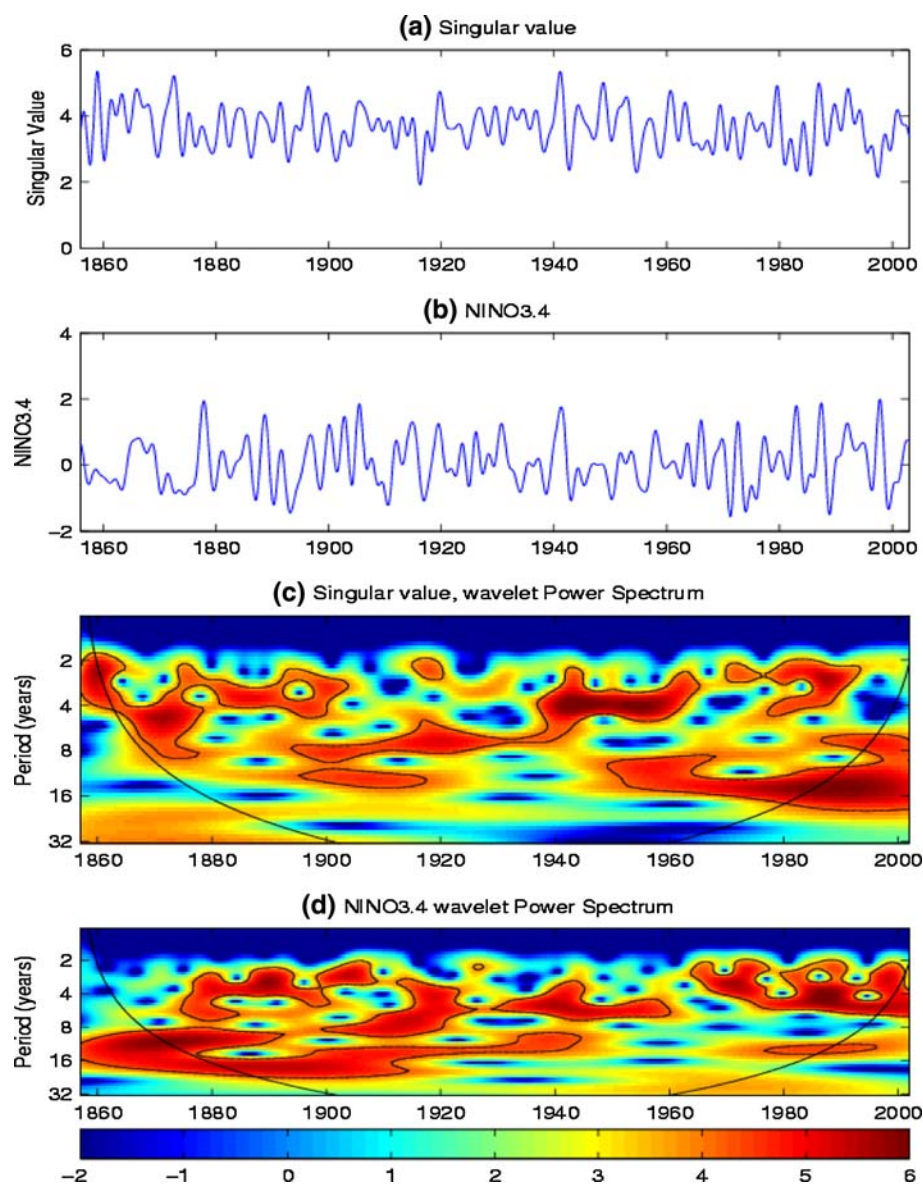 (a) Singular value
6
4
2
0
Singular Value
1860 1880 1900 1920 1940 1960 1980 2000
(b) NINO3.4
4
2
0
−2
NINO3.4
1860 1880 1900 1920 1940 1960 1980 2000
(c) Singular value, wavelet Power Spectrum
2
4
8
16
32
Period (years)
1860 1880 1900 1920 1940 1960 1980 2000
(d) NINO3.4 wavelet Power Spectrum
2
4
8
16
32
Period (years)
1860 1880 1900 1920 1940 1960 1980 2000
−2 −1 0 1 2 3 4 5 6